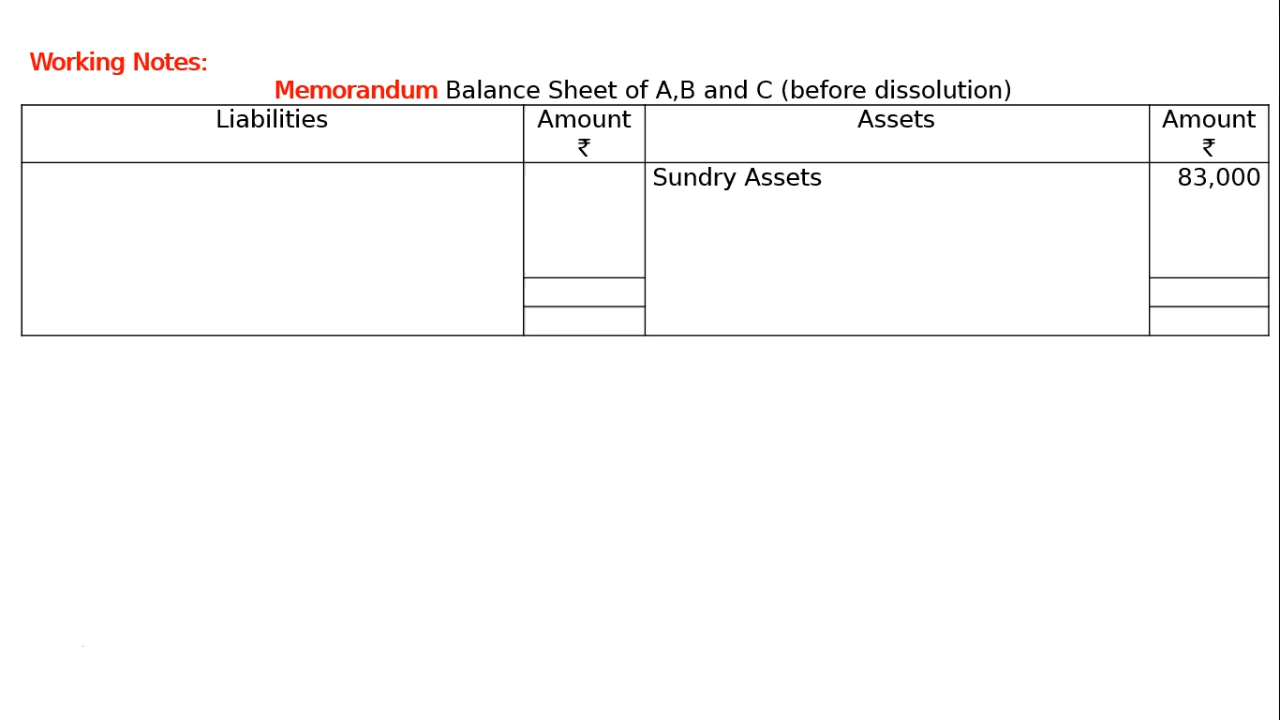 Working Notes:
Memorandum Balance Sheet of A,B and C (before dissolution)
Liabilities Amount ₹ Assets Amount ₹
Sundry Assets 83,000